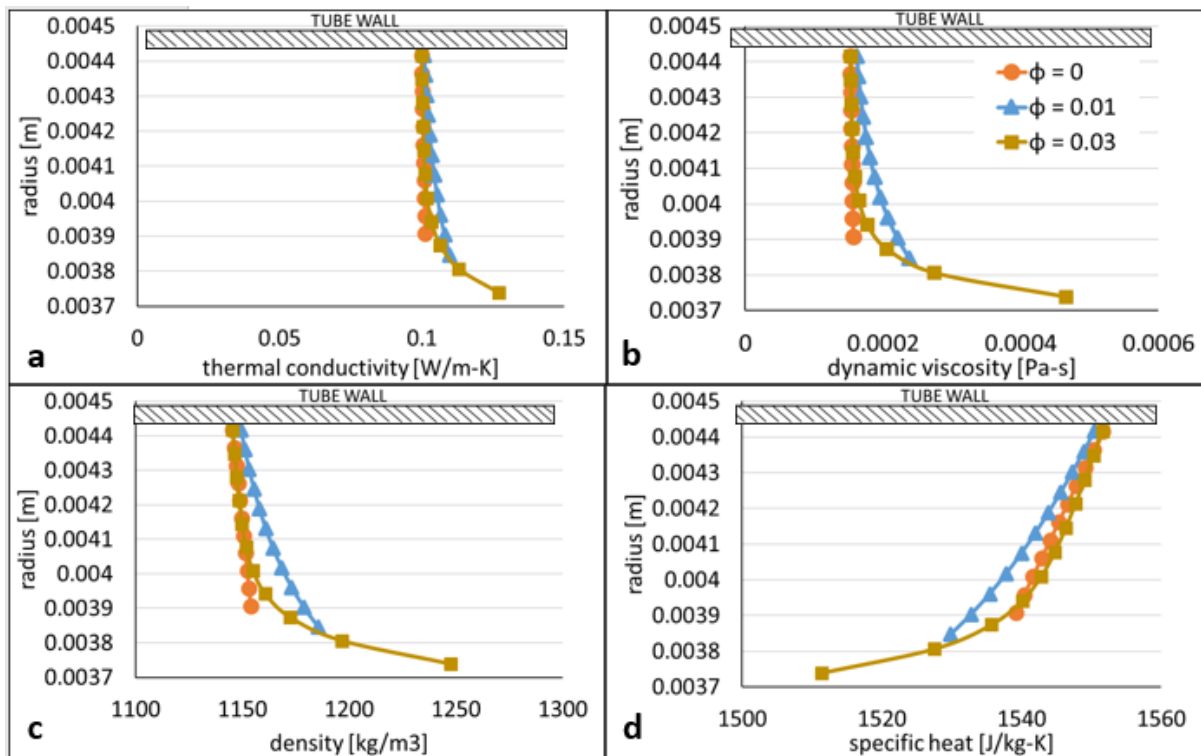 TUBE WALL
0.0045
0.0044
0.0043
0.0042
0.0041
0.004
0.0039
0.0038
0.0037
radius [m]
0 0.05 0.1 0.15
a thermal conductivity [W/m-K]
TUBE WALL
0.0045
0.0044
0.0043
0.0042
0.0041
0.004
0.0039
0.0038
0.0037
radius [m]
ϕ = 0
ϕ = 0.01
ϕ = 0.03
0 0.0002 0.0004 0.0006
b dynamic viscosity [Pa-s]
TUBE WALL
0.0045
0.0044
0.0043
0.0042
0.0041
0.004
0.0039
0.0038
0.0037
radius [m]
1100 1150 1200 1250 1300
c density [kg/m3]
TUBE WALL
0.0045
0.0044
0.0043
0.0042
0.0041
0.004
0.0039
0.0038
0.0037
radius [m]
1500 1520 1540 1560
d specific heat [J/kg-K]